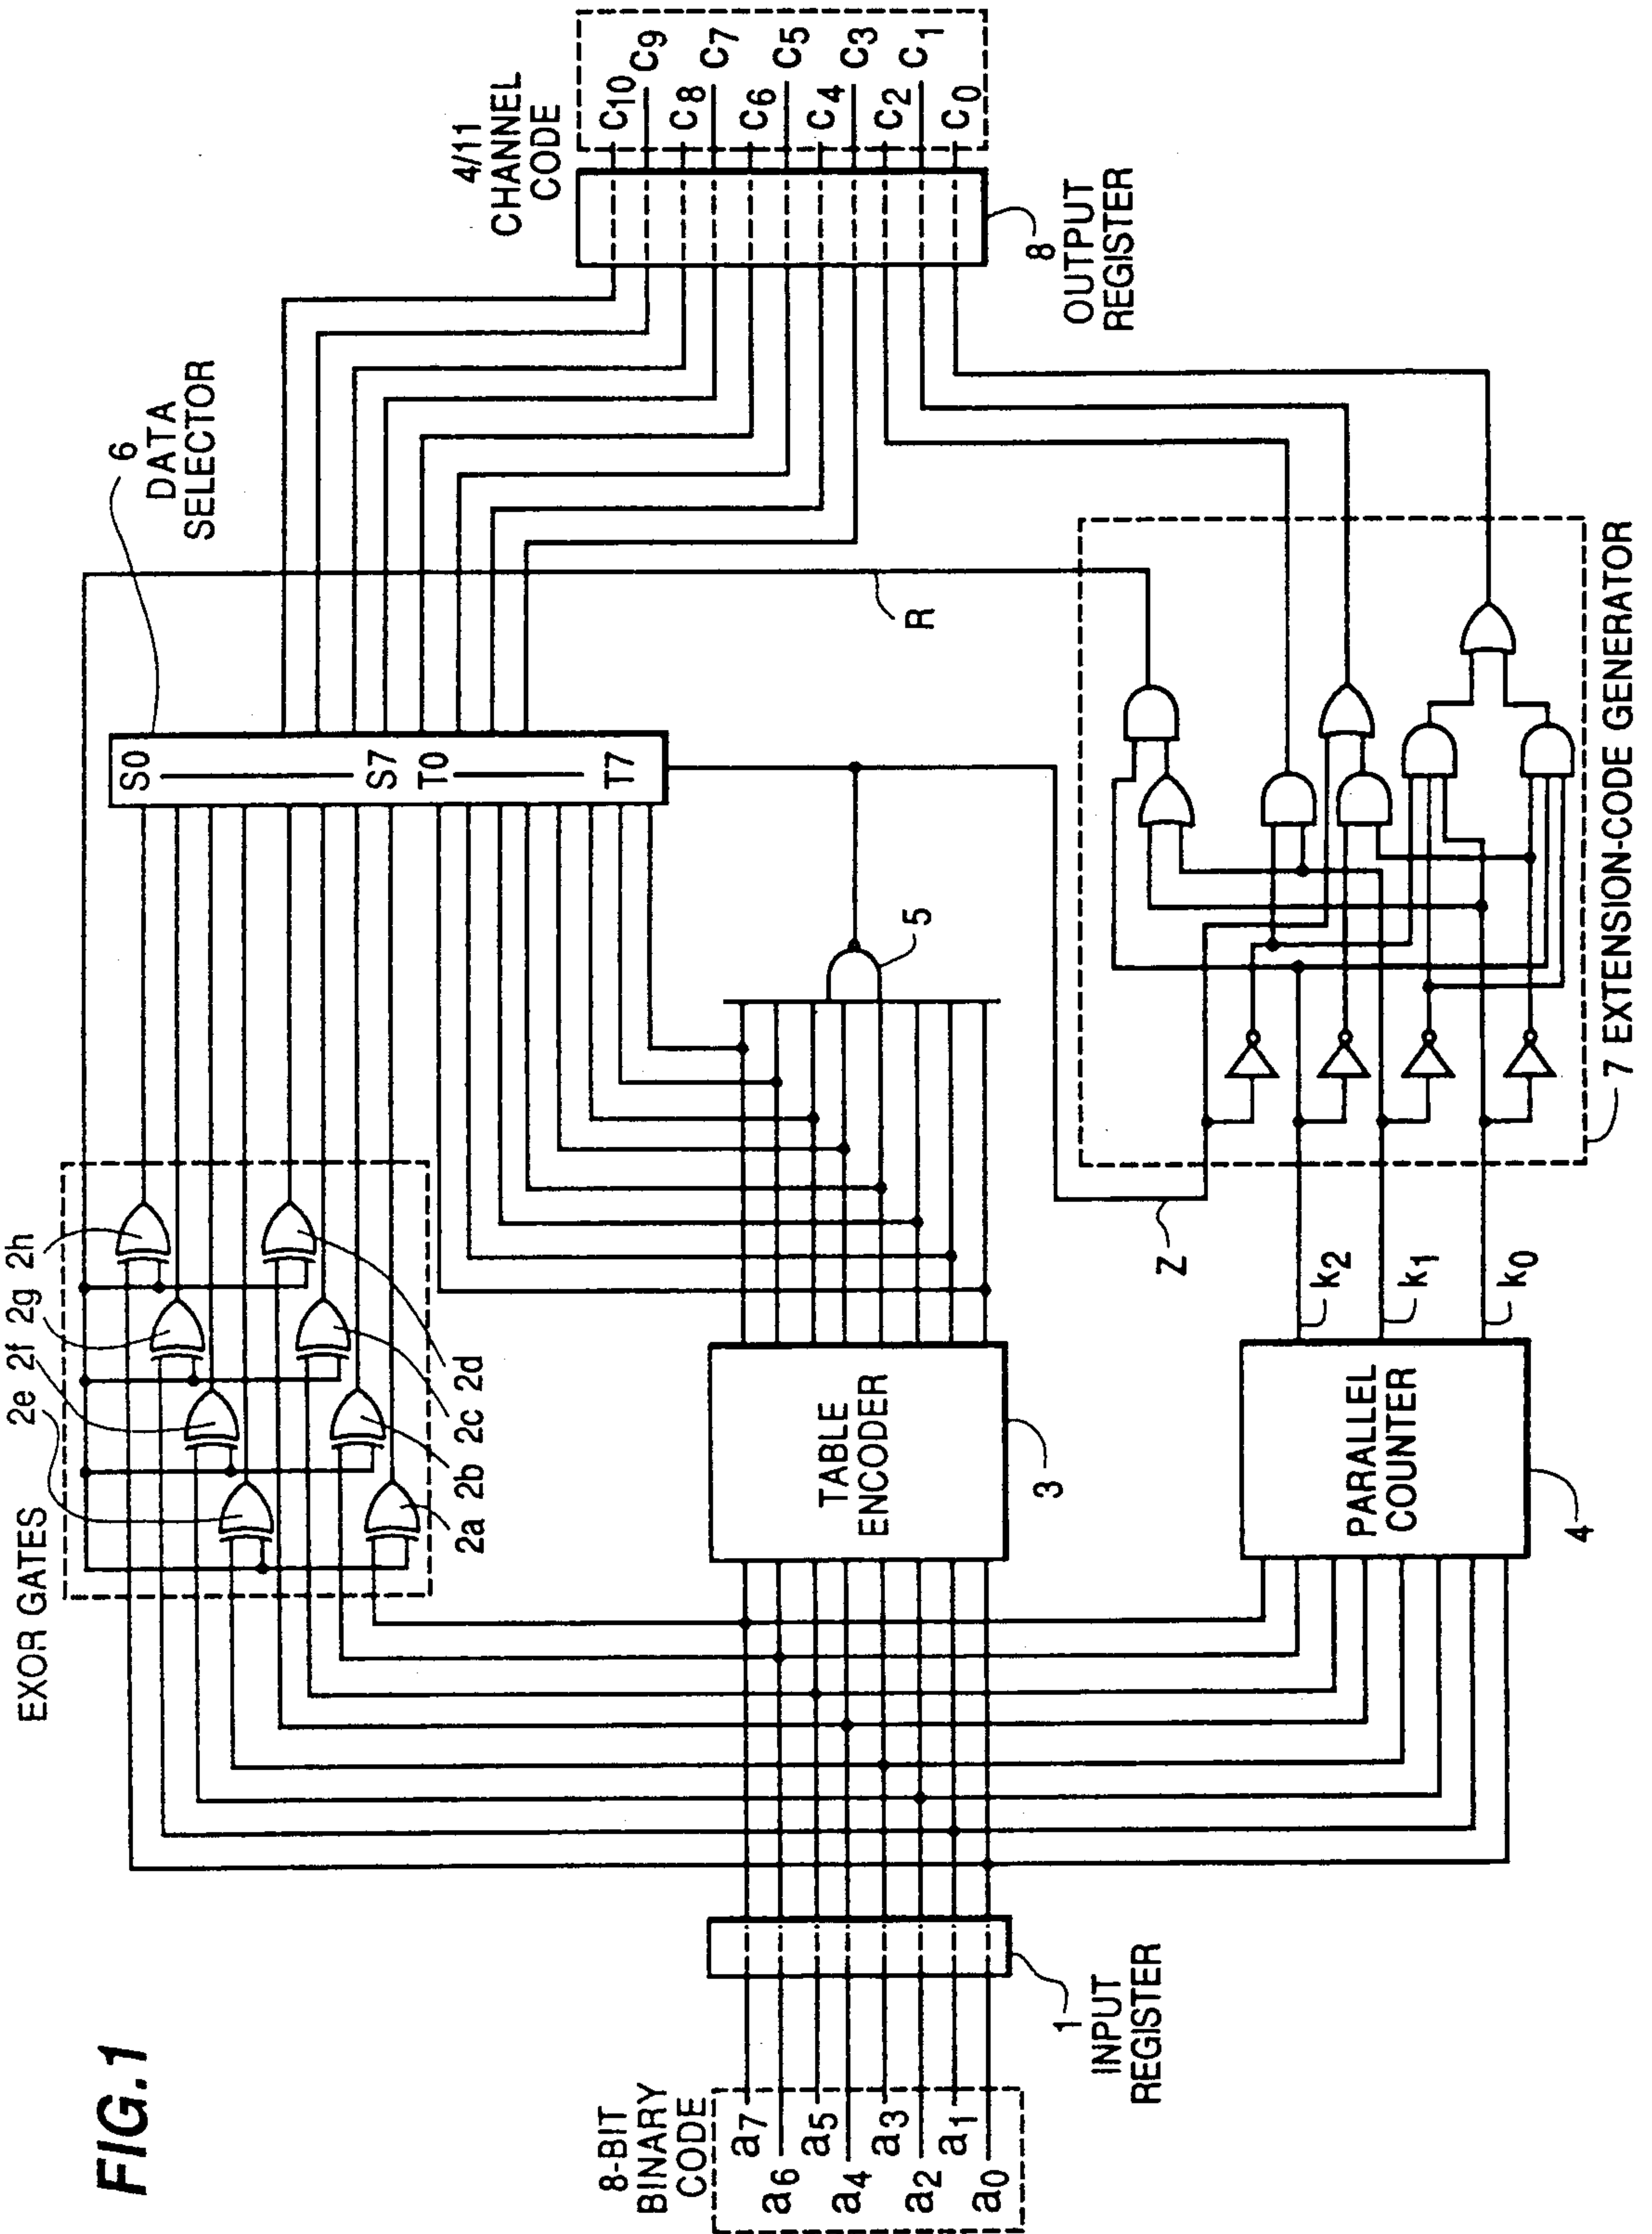 FIG.1
8-BIT
BINARY
CODE
a7
a6
a5
a4
a3
a2
a1
a0
1
INPUT
REGISTER
EXOR GATES
2e 2f 2g 2h
2a 2b 2c 2d
TABLE
ENCODER
3
PARALLEL
COUNTER
4
k2
k1
k0
Z
5
6
DATA
SELECTOR
S0
S7
T0
T7
R
7 EXTENSION-CODE GENERATOR
8
OUTPUT
REGISTER
4/11
CHANNEL
CODE
C10
C9
C8
C7
C6
C5
C4
C3
C2
C1
C0